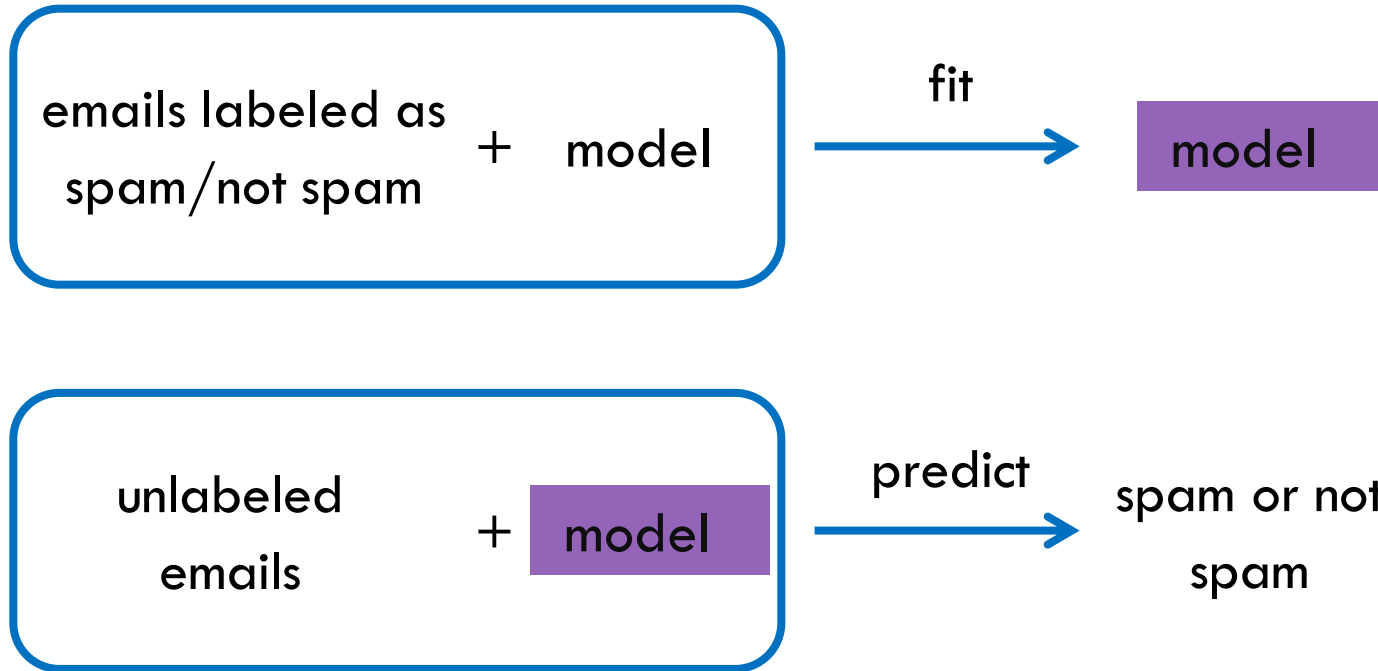 fit
emails labeled as
spam/not spam
+ model
model
predict
unlabeled
emails
+ model
spam or not
spam